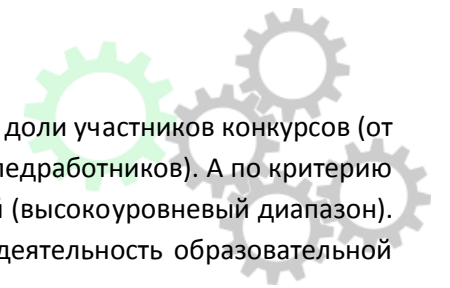 доли участников конкурсов (от
педработников). А по критерию
й (высокоуровневый диапазон).
деятельность образовательной